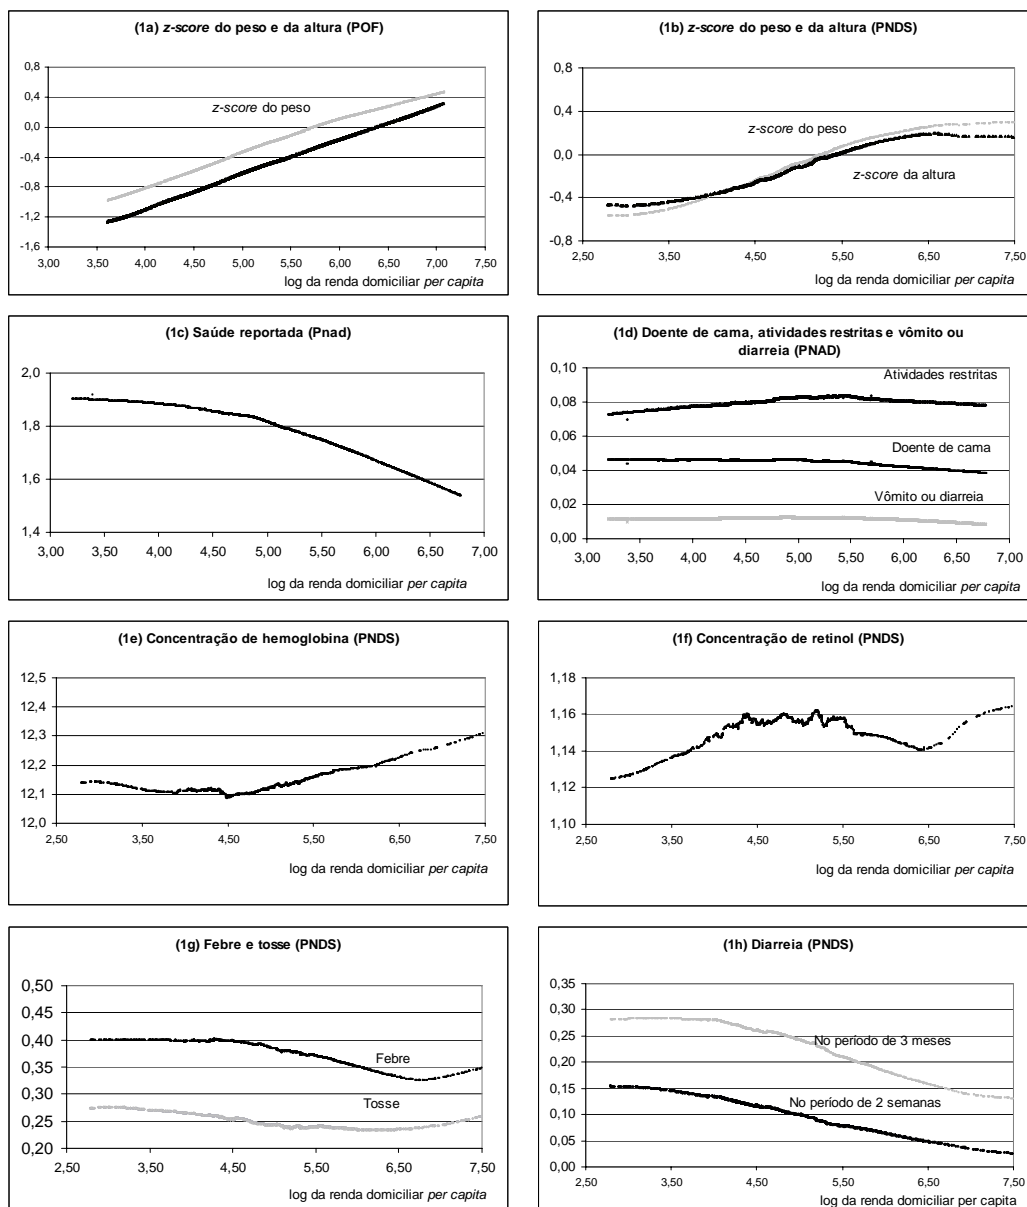 (1a) z-score do peso e da altura (POF)
0,8
0,4
0,0
-0,4
-0,8
-1,2
-1,6
z-score do peso
3,00 3,50 4,00 4,50 5,00 5,50 6,00 6,50 7,00 7,50
log da renda domiciliar per capita
(1b) z-score do peso e da altura (PNDS)
0,8
0,4
0,0
-0,4
-0,8
z-score do peso
z-score da altura
2,50 3,50 4,50 5,50 6,50 7,50
log da renda domiciliar per capita
(1c) Saúde reportada (Pnad)
2,0
1,8
1,6
1,4
3,00 3,50 4,00 4,50 5,00 5,50 6,00 6,50 7,00
log da renda domiciliar per capita
(1d) Doente de cama, atividades restritas e vômito ou
diarreia (PNAD)
0,10
0,08
0,06
0,04
0,02
0,00
Atividades restritas
Doente de cama
Vômito ou diarreia
3,00 3,50 4,00 4,50 5,00 5,50 6,00 6,50 7,00
log da renda domiciliar per capita
(1e) Concentração de hemoglobina (PNDS)
12,5
12,4
12,3
12,2
12,1
12,0
2,50 3,50 4,50 5,50 6,50 7,50
log da renda domiciliar per capita
(1f) Concentração de retinol (PNDS)
1,18
1,16
1,14
1,12
1,10
2,50 3,50 4,50 5,50 6,50 7,50
log da renda domiciliar per capita
(1g) Febre e tosse (PNDS)
0,50
0,45
0,40
0,35
0,30
0,25
0,20
Febre
Tosse
2,50 3,50 4,50 5,50 6,50 7,50
log da renda domiciliar per capita
(1h) Diarreia (PNDS)
0,35
0,30
0,25
0,20
0,15
0,10
0,05
0,00
No período de 3 meses
No período de 2 semanas
2,50 3,50 4,50 5,50 6,50 7,50
log da renda domiciliar per capita